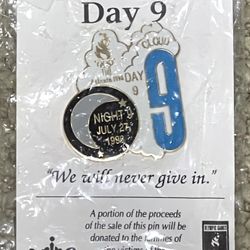 Day 9
CLOUD
DAY
9
9
NIGHT 9
JULY 27,
1996
"We will never give in."
A portion of the proceeds
of the sale of this pin will be
donated to the families of